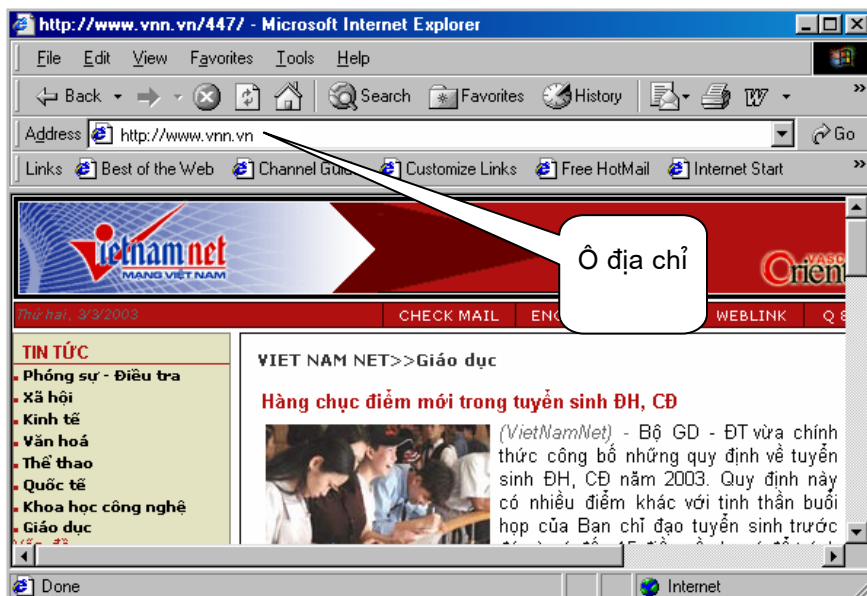 http://www.vnn.vn/447/ - Microsoft Internet Explorer
File Edit View Favorites Tools Help
Back Search Favorites History
Address http://www.vnn.vn Go
Links Best of the Web Channel Customize Links Free HotMail Internet Start
Ô địa chỉ
vietnamnet
MANG VIỆT NAM
VASC
Orient
Thứ hai, 3/3/2003
CHECK MAIL WEBLINK
TIN TỨC
Phóng sự - Điều tra
Xã hội
Kinh tế
Văn hoá
Thể thao
Quốc tế
Khoa học công nghệ
Giáo dục
VIET NAM NET>>Giáo dục
Hàng chục điểm mới trong tuyển sinh ĐH, CĐ
(VietNamNet) - Bộ GD - ĐT vừa chính
thức công bố những quy định về tuyển
sinh ĐH, CĐ năm 2003. Quy định này
có nhiều điểm khác với tinh thần buổi
họp của Ban chỉ đạo tuyển sinh trước
Done Internet